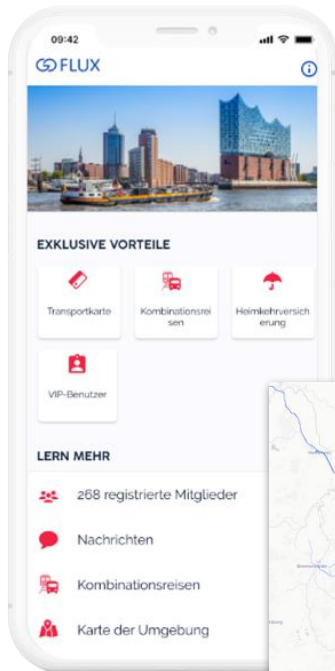 09:42
FLUX
EXKLUSIVE VORTEILE
Transportkarte
Kombinationsrei
sen
Heimkehrversich
erung
VIP-Benutzer
LERN MEHR
268 registrierte Mitglieder
Nachrichten
Kombinationsreisen
Karte der Umgebung